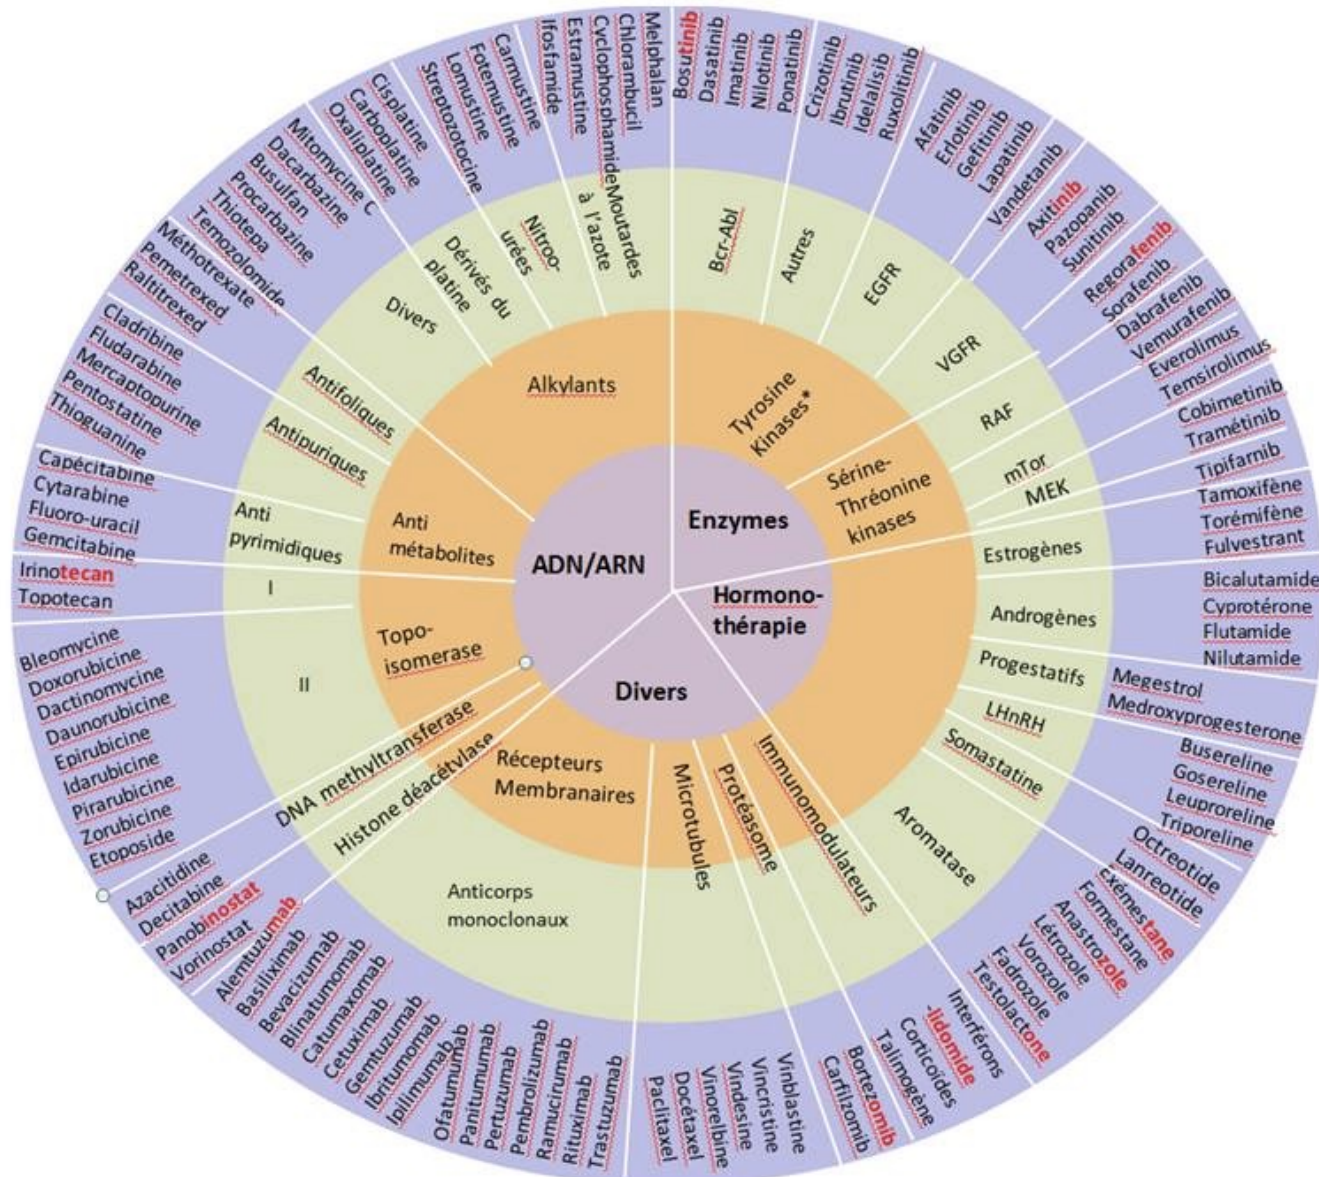 ADN/ARN
Alkylants
Moutardes
à l'azote
Melphalan
Chlorambucil
Cyclophosphamide
Estramustine
Ifosfamide
Nitroo-
urées
Carmustine
Fotemustine
Lomustine
Streptozotocine
Dérivés du
platine
Cisplatine
Carboplatine
Oxaliplatine
Divers
Mitomycine C
Dacarbazine
Busulfan
Procarbazine
Thiotepa
Temozolomide
Anti
métabolites
Antifoliques
Méthotrexate
Pemetrexed
Raltitrexed
Antipuriques
Cladribine
Fludarabine
Mercaptopurine
Pentostatine
Thioguanine
Anti
pyrimidiques
Capécitabine
Cytarabine
Fluoro-uracil
Gemcitabine
Topo-
isomerase
I
Irinotecan
Topotecan
II
Bleomycine
Doxorubicine
Dactinomycine
Daunorubicine
Epirubicine
Idarubicine
Pirarubicine
Zorubicine
Etoposide
DNA methyltransferase
Azacitidine
Decitabine
Histone déacétylase
Panobinostat
Vorinostat
Enzymes
Tyrosine
Kinases*
Bcr-Abl
Bosutinib
Dasatinib
Imatinib
Nilotinib
Ponatinib
Autres
Crizotinib
Ibrutinib
Idelalisib
Ruxolitinib
EGFR
Afatinib
Erlotinib
Gefitinib
Lapatinib
Vandetanib
VGFR
Axitinib
Pazopanib
Sunitinib
Sérine-
Thréonine
kinases
RAF
Regorafenib
Sorafenib
Dabrafenib
Vemurafenib
mTor
Everolimus
Temsirolimus
MEK
Cobimetinib
Tramétinib
Tipifarnib
Hormono-
thérapie
Estrogènes
Tamoxifène
Torémifène
Fulvestrant
Androgènes
Bicalutamide
Cyprotérone
Flutamide
Nilutamide
Progestatifs
Megestrol
Medroxyprogesterone
LHnRH
Busereline
Gosereline
Leuproreline
Triporeline
Somastatine
Octreotide
Lanreotide
Aromatase
Exémestane
Formestane
Anastrozole
Létrozole
Vorozole
Fadrozole
Testolactone
Divers
Immunomodulateurs
Interférons
-lidomide
Corticoïdes
Talimogène
Protéasome
Bortezomib
Carfilzomib
Microtubules
Vinblastine
Vincristine
Vindesine
Vinorelbine
Docétaxel
Paclitaxel
Récepteurs
Membranaires
Anticorps
monoclonaux
Alemtuzumab
Basiliximab
Bevacizumab
Blinatumomab
Catumaxomab
Cetuximab
Gemtuzumab
Ibritumomab
Ipilimumab
Ofatumumab
Panitumumab
Pertuzumab
Pembrolizumab
Ramucirumab
Rituximab
Trastuzumab